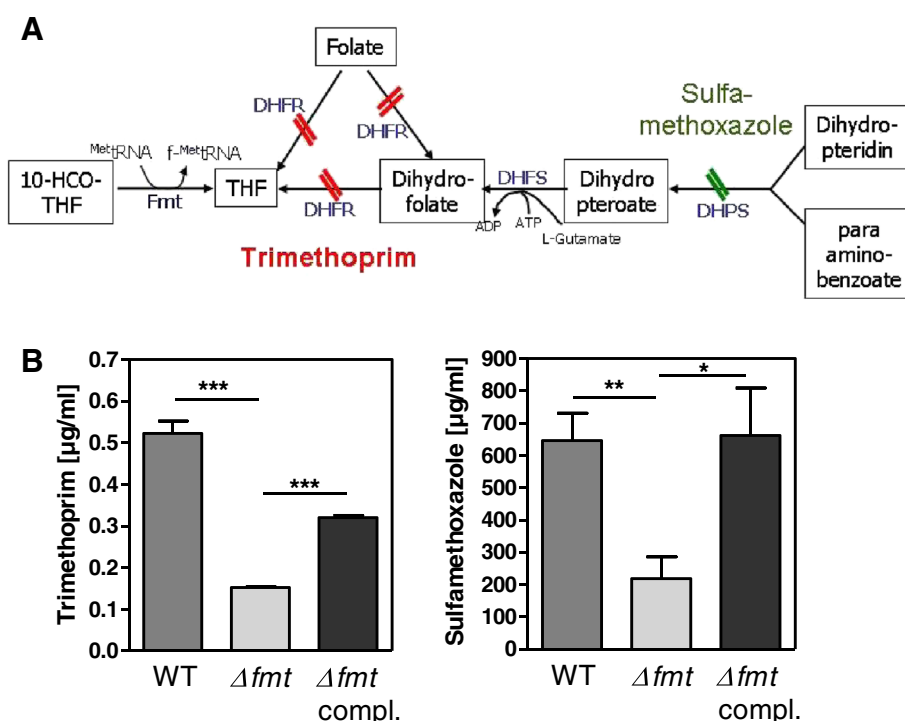 A
Folate
DHFR
DHFR
Sulfa-
methoxazole
Dihydro-
pteridin
MettRNA
f-MettRNA
10-HCO-
THF
Fmt
THF
DHFR
Dihydro-
folate
DHFS
ADP
ATP
L-Gutamate
Dihydro
pteroate
DHPS
para
amino-
benzoate
Trimethoprim
B
Trimethoprim [µg/ml]
0.7
0.6
0.5
0.4
0.3
0.2
0.1
0.0
***
***
WT
Δfmt
Δfmt
compl.
Sulfamethoxazole [µg/ml]
900
800
700
600
500
400
300
200
100
0
**
*
WT
Δfmt
Δfmt
compl.